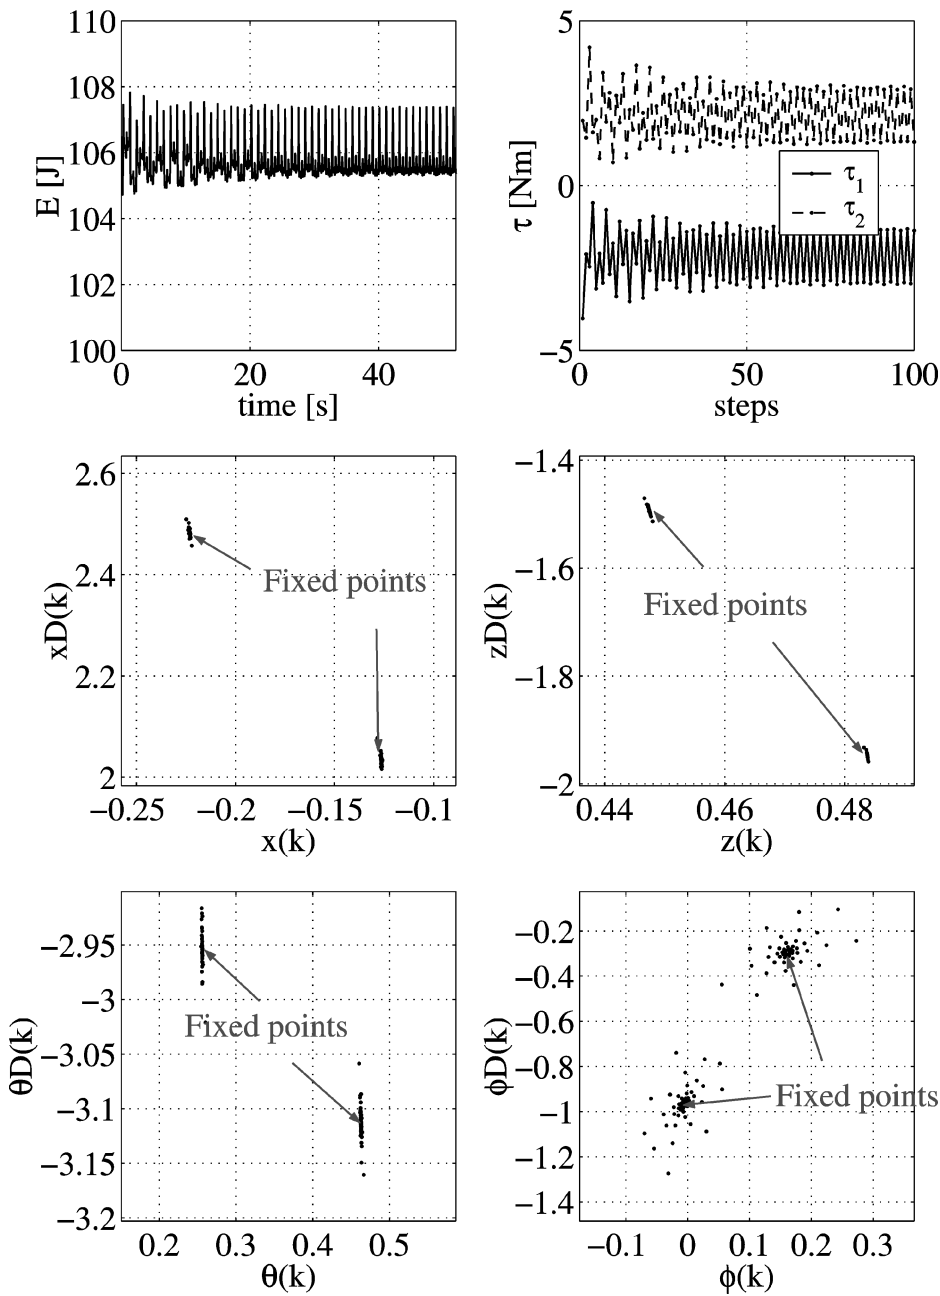 110
108
106
104
102
100
E [J]
0 20 40
time [s]
5
0
−5
τ [Nm]
τ1
τ2
0 50 100
steps
2.6
2.4
2.2
2
xD(k)
Fixed points
−0.25 −0.2 −0.15 −0.1
x(k)
−1.4
−1.6
−1.8
−2
zD(k)
Fixed points
0.44 0.46 0.48
z(k)
−2.95
−3
−3.05
−3.1
−3.15
−3.2
θD(k)
Fixed points
0.2 0.3 0.4 0.5
θ(k)
−0.2
−0.4
−0.6
−0.8
−1
−1.2
−1.4
ϕD(k)
Fixed points
−0.1 0 0.1 0.2 0.3
ϕ(k)